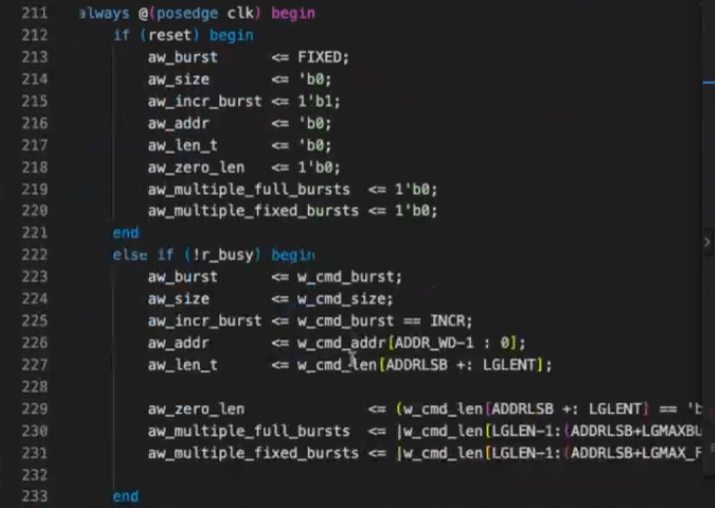 211 always @(posedge clk) begin
212 if (reset) begin
213 aw_burst <= FIXED;
214 aw_size <= 'b0;
215 aw_incr_burst <= 1'b1;
216 aw_addr <= 'b0;
217 aw_len_t <= 'b0;
218 aw_zero_len <= 1'b0;
219 aw_multiple_full_bursts <= 1'b0;
220 aw_multiple_fixed_bursts <= 1'b0;
221 end
222 else if (!r_busy) begin
223 aw_burst <= w_cmd_burst;
224 aw_size <= w_cmd_size;
225 aw_incr_burst <= w_cmd_burst == INCR;
226 aw_addr <= w_cmd_addr[ADDR_WD-1 : 0];
227 aw_len_t <= w_cmd_len[ADDRLSB +: LGLENT];
228
229 aw_zero_len <= (w_cmd_len[ADDRLSB +: LGLENT] == 'b
230 aw_multiple_full_bursts <= |w_cmd_len[LGLEN-1:(ADDRLSB+LGMAXBU
231 aw_multiple_fixed_bursts <= |w_cmd_len[LGLEN-1:(ADDRLSB+LGMAX_F
232
233 end